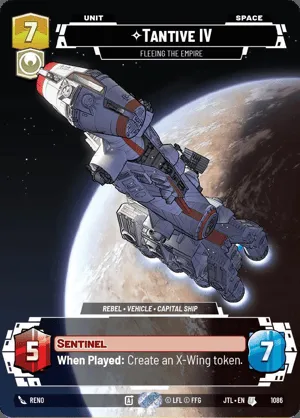 7
UNIT
SPACE
✧TANTIVE IV
FLEEING THE EMPIRE
REBEL • VEHICLE • CAPITAL SHIP
SENTINEL
When Played: Create an X-Wing token.
5
7
RENO
©LFL ©FFG
JTL • EN
1086